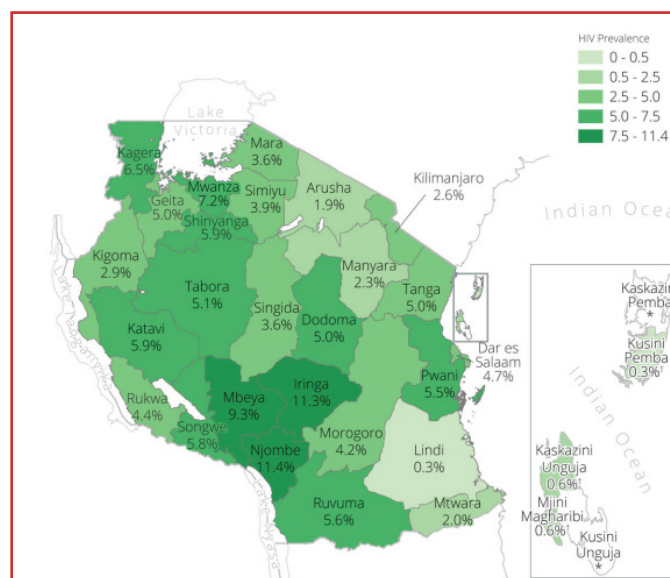 HIV Prevalence
0 - 0.5
0.5 - 2.5
2.5 - 5.0
5.0 - 7.5
7.5 - 11.4
Lake
Victoria
Kagera
6.5%
Mara
3.6%
Mwanza
7.2%
Simiyu
3.9%
Arusha
1.9%
Kilimanjaro
2.6%
Geita
5.0%
Shinyanga
5.9%
Indian Ocea
Kigoma
2.9%
Tabora
5.1%
Singida
3.6%
Manyara
2.3%
Tanga
5.0%
Dodoma
5.0%
Katavi
5.9%
Dar es
Salaam
4.7%
Pwani
5.5%
Rukwa
4.4%
Mbeya
9.3%
Iringa
11.3%
Songwe
5.8%
Njombe
11.4%
Morogoro
4.2%
Lindi
0.3%
Ruvuma
5.6%
Mtwara
2.0%
Lake Tanganyika
Lake Nyasa
Kaskazini
Pemba
*
Kusini
Pemba
0.3%†
Indian Ocean
Kaskazini
Unguja
0.6%†
Mjini
Magharibi
0.6%†
Kusini
Unguja
*